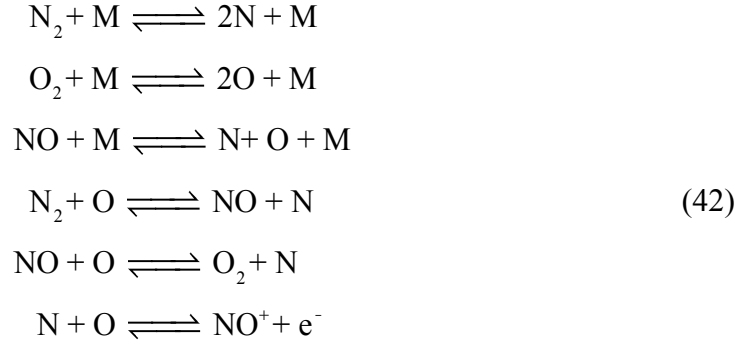 N₂ + M ⇌ 2N + M
O₂ + M ⇌ 2O + M
NO + M ⇌ N+ O + M
N₂ + O ⇌ NO + N (42)
NO + O ⇌ O₂ + N
N + O ⇌ NO⁺ + e⁻